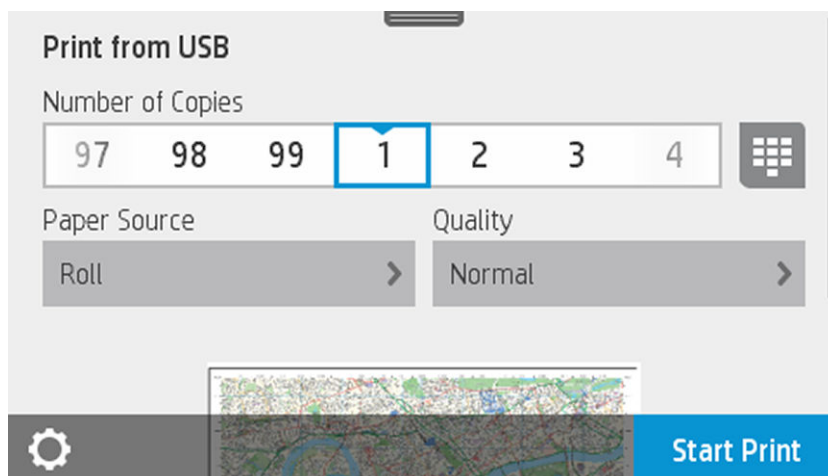 Print from USB
Number of Copies
97 98 99 1 2 3 4
Paper Source Quality
Roll Normal
Start Print